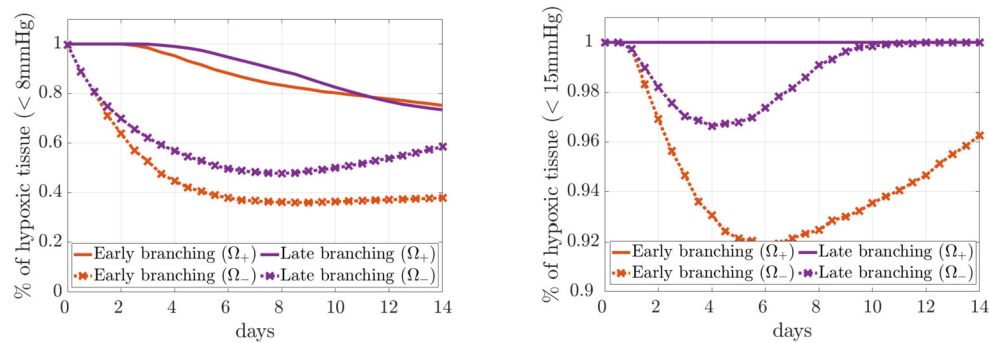 % of hypoxic tissue (< 8mmHg)
1
0.8
0.6
0.4
0.2
0
Early branching (Ω₊)
Late branching (Ω₊)
Early branching (Ω₋)
Late branching (Ω₋)
0 2 4 6 8 10 12 14
days
% of hypoxic tissue (< 15mmHg)
1
0.98
0.96
0.94
0.92
0.9
Early branching (Ω₊)
Late branching (Ω₊)
Early branching (Ω₋)
Late branching (Ω₋)
0 2 4 6 8 10 12 14
days